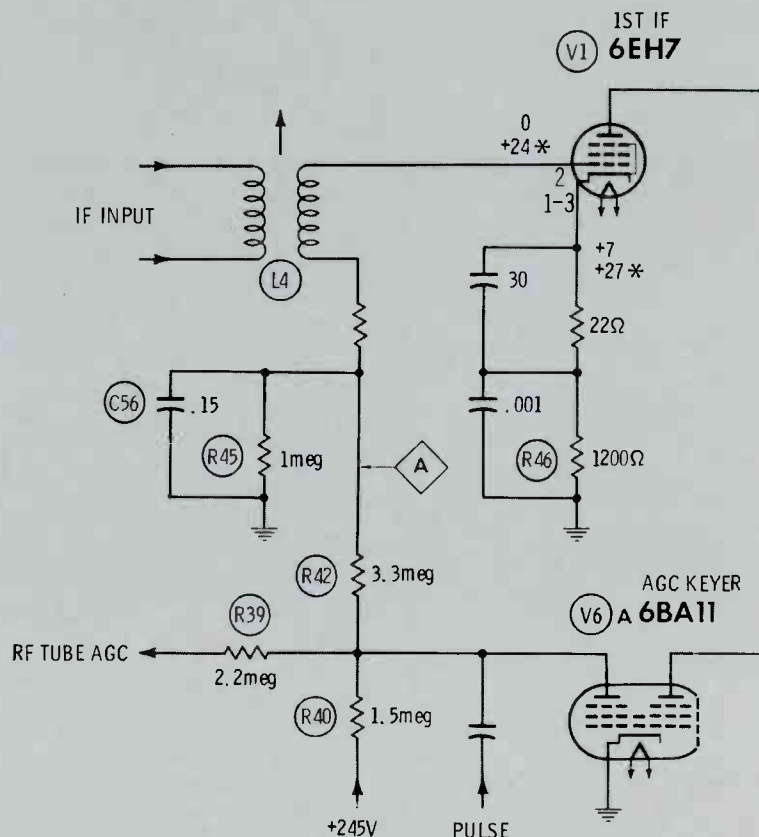 1ST IF
V1 6EH7
0
+24*
2
1-3
IF INPUT
L4
+7
+27*
30
22Ω
C56 .15
.001
R45 1meg
A
R46 1200Ω
R42 3.3meg
AGC KEYER
R39
V6 A 6BA11
RF TUBE AGC
2.2meg
R40 1.5meg
+245V
PULSE